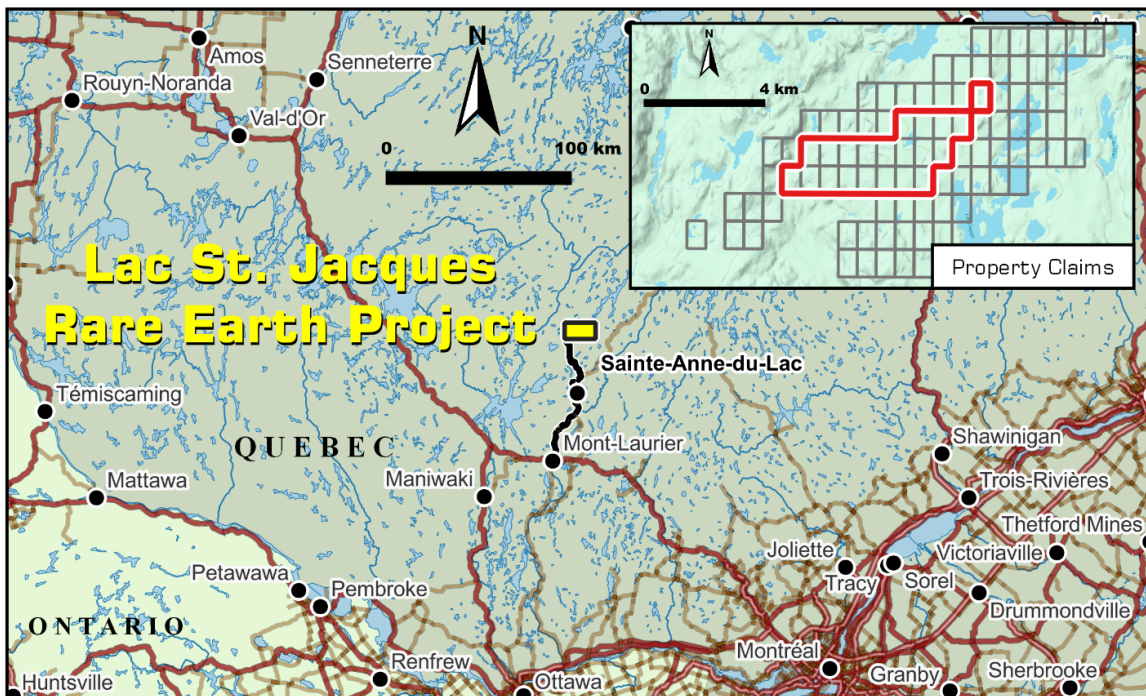 Amos
Senneterre
Rouyn-Noranda
Val-d'Or
N
0
100 km
N
0
4 km
Property Claims
Lac St. Jacques
Rare Earth Project
Sainte-Anne-du-Lac
Témiscaming
QUEBEC
Mont-Laurier
Shawinigan
Maniwaki
Mattawa
Trois-Rivières
Thetford Mines
Joliette
Victoriaville
Tracy
Sorel
Petawawa
Pembroke
Drummondville
ONTARIO
Montréal
Renfrew
Granby
Sherbrooke
Huntsville
Ottawa